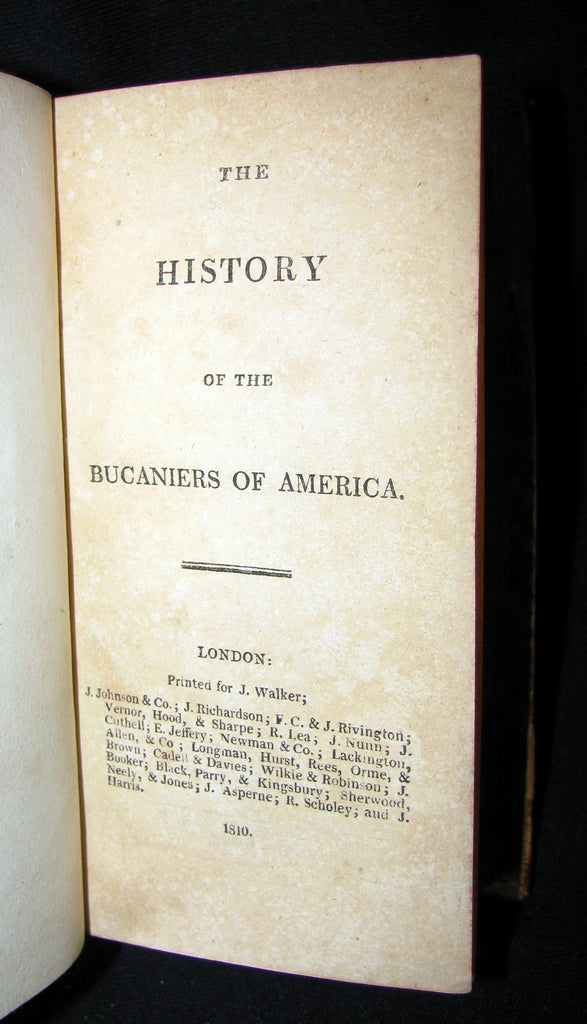 THE
HISTORY
OF THE
BUCANIERS OF AMERICA.
LONDON:
Printed for J. Walker;
J. Johnson & Co.; J. Richardson; F. C. & J. Rivington;
Vernor, Hood, & Sharpe; R. Lea; J. Nunn; J.
Cuthell; E. Jeffery; Newman & Co.; Lackington,
Allen, & Co; Longman, Hurst, Rees, Orme, &
Brown; Cadell & Davies; Wilkie & Robinson; J.
Booker; Black, Parry, & Kingsbury; Sherwood,
Neely, & Jones; J. Asperne; R. Scholey; and J.
Harris.
1810.